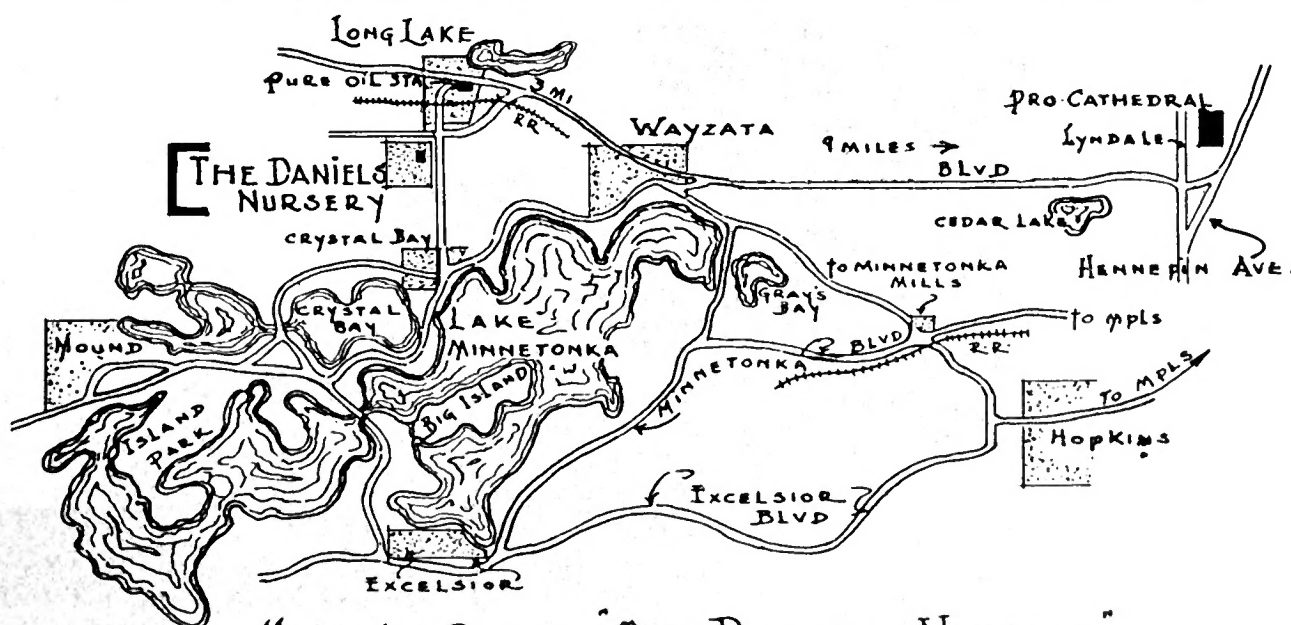 LONG LAKE
PURE OIL STA.
3 MI
RR
WAYZATA
PRO-CATHEDRAL
LYNDALE
9 MILES →
BLVD
THE DANIELS
NURSERY
CEDAR LAKE
CRYSTAL BAY
to MINNETONKA
MILLS
HENNEPIN AVE.
GRAY'S
BAY
CRYSTAL
BAY
LAKE
MINNETONKA
to mpls
MOUND
BLVD
R.R.
MINNETONKA
BIG ISLAND
TO MPLS
ISLAND
PARK
HOPKINS
EXCELSIOR
BLVD
EXCELSIOR